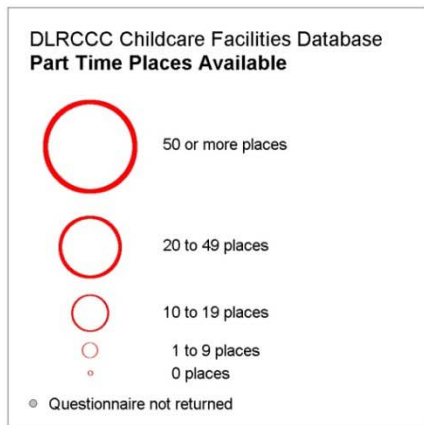 DLRCCC Childcare Facilities Database
Part Time Places Available
50 or more places
20 to 49 places
10 to 19 places
1 to 9 places
0 places
Questionnaire not returned